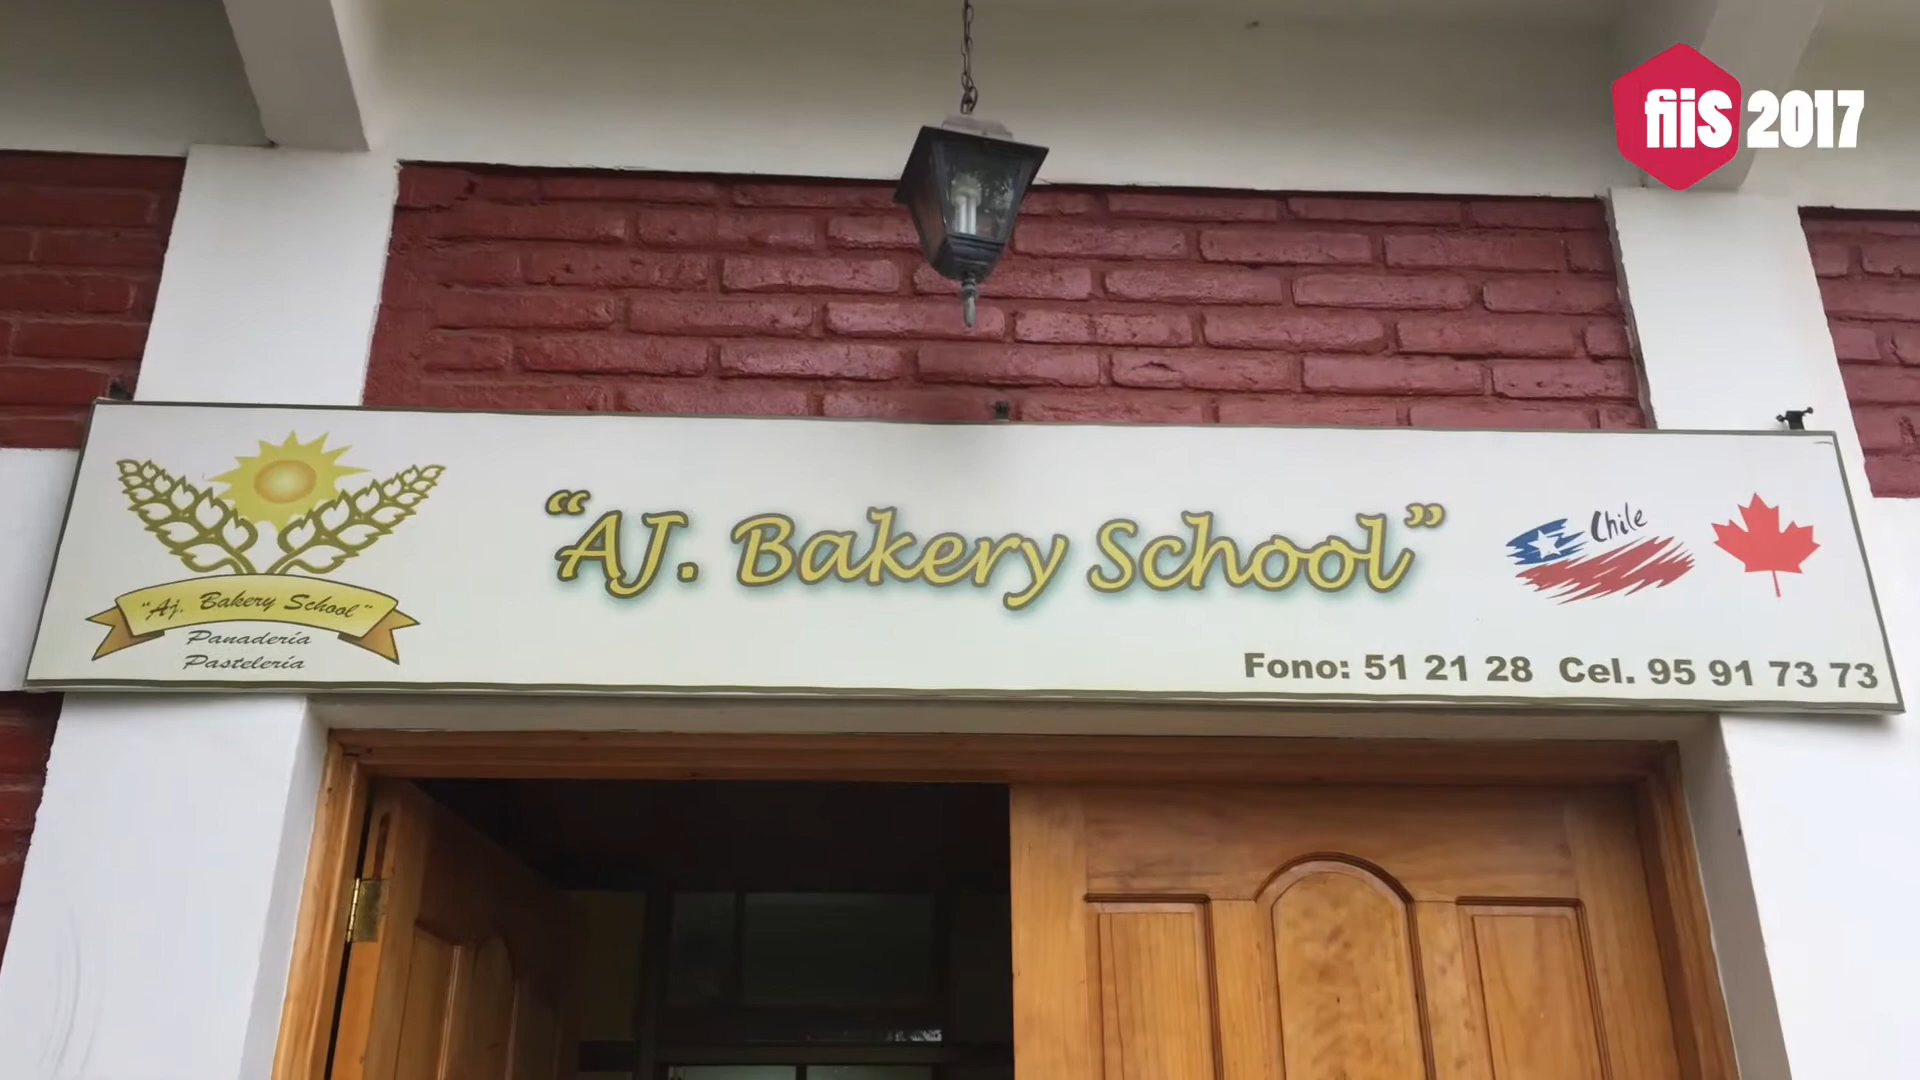 fiiS 2017
"AJ. Bakery School"
Chile
"Aj. Bakery School"
Panadería
Pastelería
Fono: 51 21 28 Cel. 95 91 73 73